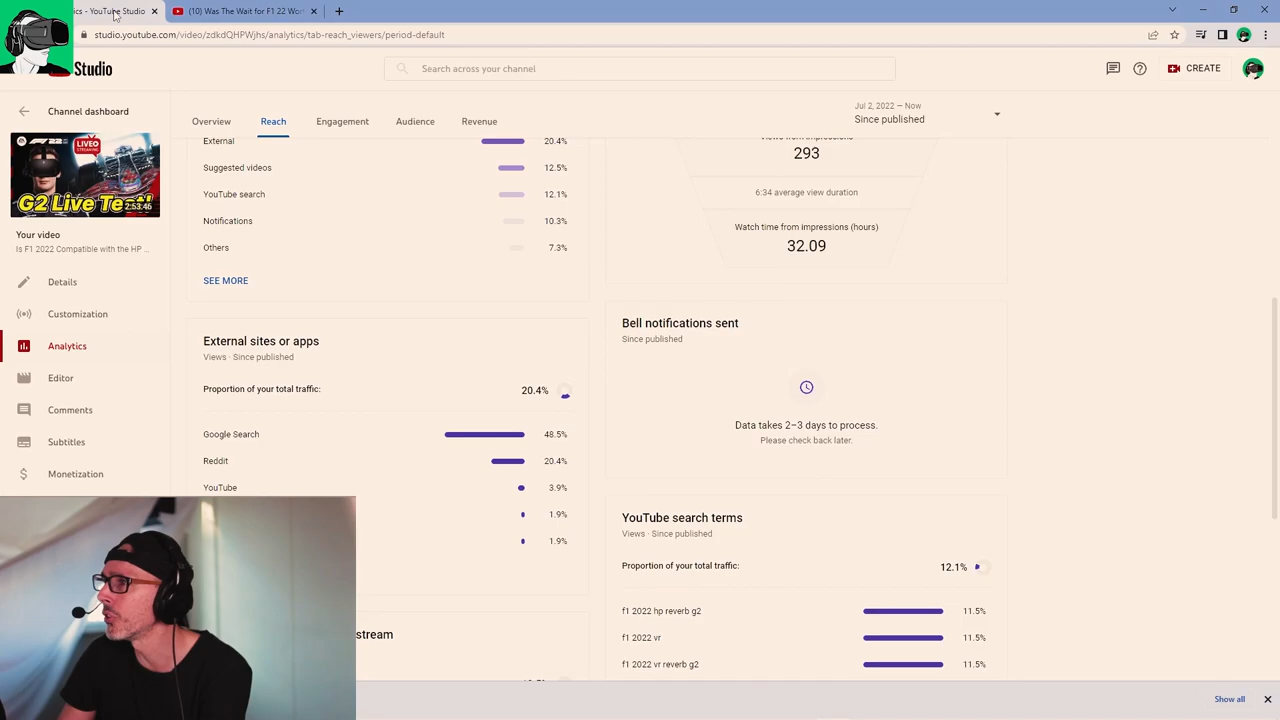 cs - YouTube Studio
(10) Was F1 22 YouTube
studio.youtube.com/video/zdkdQHPWjhs/analytics/tab-reach_viewers/period-default
Studio
Search across your channel
CREATE
Channel dashboard
LIVE
STREAMING
G2 Live Test!
2:53:46
Your video
Is F1 2022 Compatible with the HP ...
Details
Customization
Analytics
Editor
Comments
Subtitles
Monetization
Overview
Reach
Engagement
Audience
Revenue
Jul 2, 2022 – Now
Since published
External 20.4%
Suggested videos 12.5%
YouTube search 12.1%
Notifications 10.3%
Others 7.3%
SEE MORE
External sites or apps
Views · Since published
Proportion of your total traffic: 20.4%
Google Search 48.5%
Reddit 20.4%
YouTube 3.9%
1.9%
1.9%
stream
Views from impressions
293
6:34 average view duration
Watch time from impressions (hours)
32.09
Bell notifications sent
Since published
Data takes 2–3 days to process.
Please check back later.
YouTube search terms
Views · Since published
Proportion of your total traffic: 12.1%
f1 2022 hp reverb g2 11.5%
f1 2022 vr 11.5%
f1 2022 vr reverb g2 11.5%
Show all